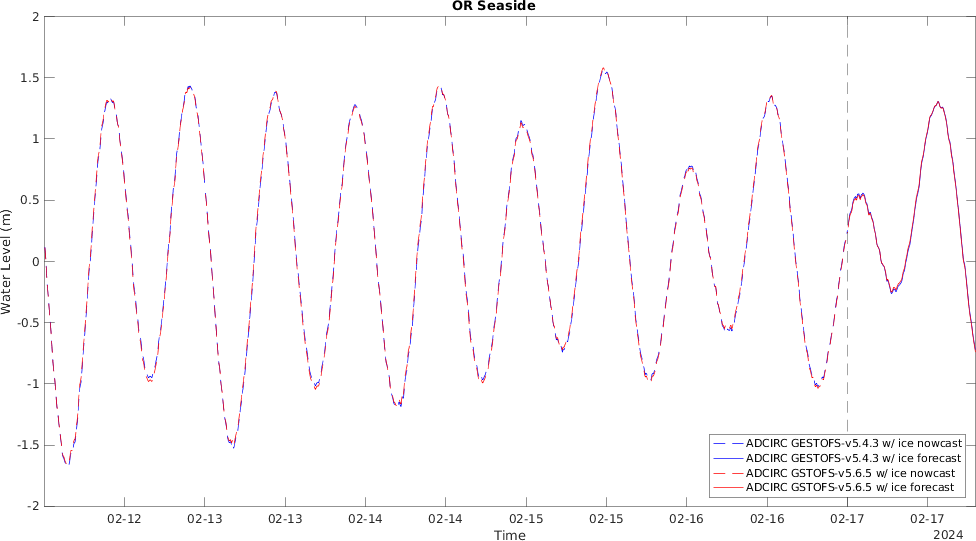 OR Seaside
2
1.5
1
0.5
0
-0.5
-1
-1.5
-2
Water Level (m)
02-12 02-13 02-13 02-14 02-14 02-15 02-15 02-16 02-16 02-17 02-17
2024
Time
ADCIRC GESTOFS-v5.4.3 w/ ice nowcast
ADCIRC GESTOFS-v5.4.3 w/ ice forecast
ADCIRC GSTOFS-v5.6.5 w/ ice nowcast
ADCIRC GSTOFS-v5.6.5 w/ ice forecast